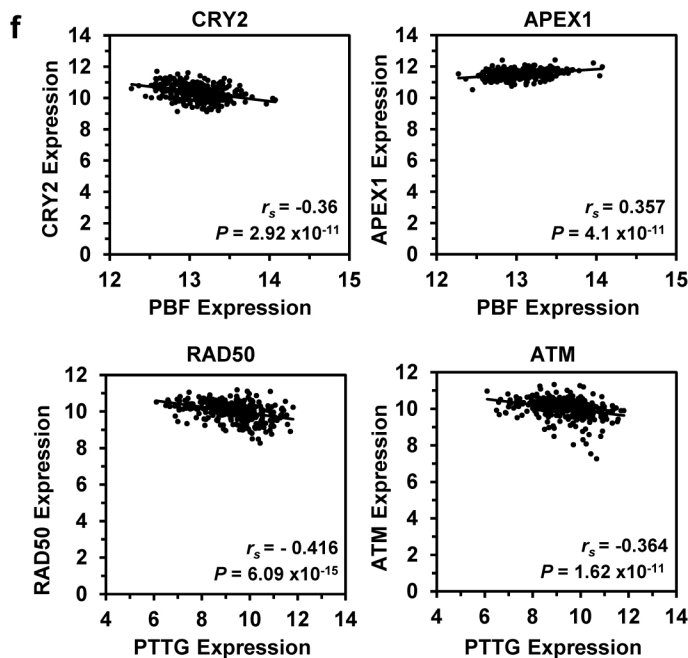 f
CRY2
CRY2 Expression
14
12
10
8
6
4
2
0
r_s = -0.36
P = 2.92 x10⁻¹¹
12 13 14 15
PBF Expression
APEX1
APEX1 Expression
14
12
10
8
6
4
2
0
r_s = 0.357
P = 4.1 x10⁻¹¹
12 13 14 15
PBF Expression
RAD50
RAD50 Expression
12
10
8
6
4
2
0
r_s = - 0.416
P = 6.09 x10⁻¹⁵
4 6 8 10 12 14
PTTG Expression
ATM
ATM Expression
12
10
8
6
4
2
0
r_s = -0.364
P = 1.62 x10⁻¹¹
4 6 8 10 12 14
PTTG Expression